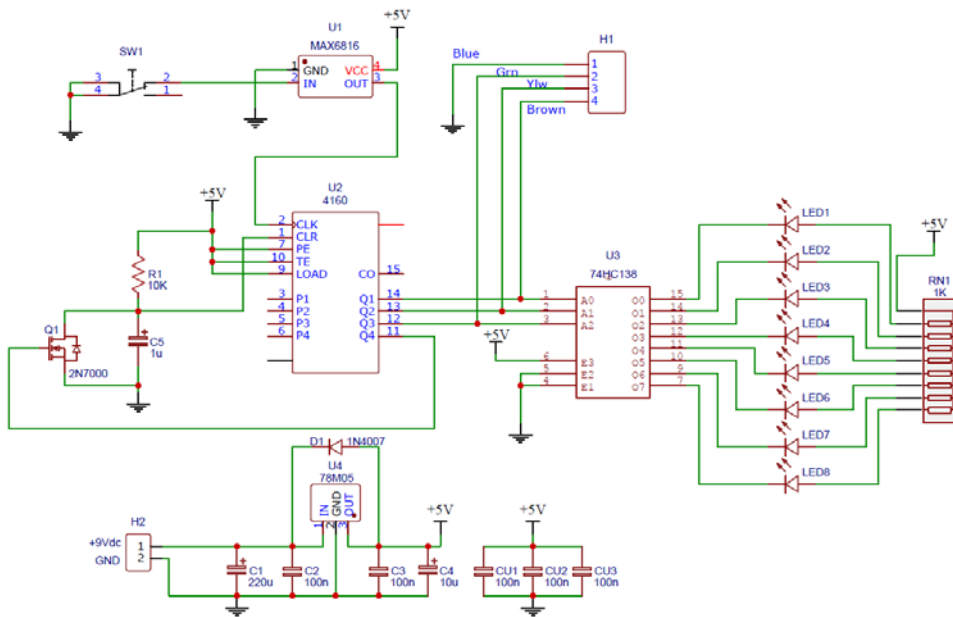 +5V
U1
MAX6816
1 GND VCC 4
2 IN OUT 3
SW1
3 2
4 1
H1
Blue 1
Grn 2
Ylw 3
Brown 4
+5V
U2
4160
2 CLK
1 CLR
7 PE
10 TE
9 LOAD CO 15
3 P1 Q1 14
4 P2 Q2 13
5 P3 Q3 12
6 P4 Q4 11
R1
10K
Q1
2N7000
C5
1u
U3
74HC138
1 A0 O0 15
2 A1 O1 14
3 A2 O2 13
O3 12
O4 11
6 E3 O5 10
5 E2 O6 9
4 E1 O7 7
+5V
LED1
LED2
LED3
LED4
LED5
LED6
LED7
LED8
+5V
RN1
1K
D1 1N4007
U4
78M05
IN GND OUT
1 2 3
H2
+9Vdc 1
GND 2
C1
220u
C2
100n
C3
100n
C4
10u
+5V
+5V
CU1
100n
CU2
100n
CU3
100n